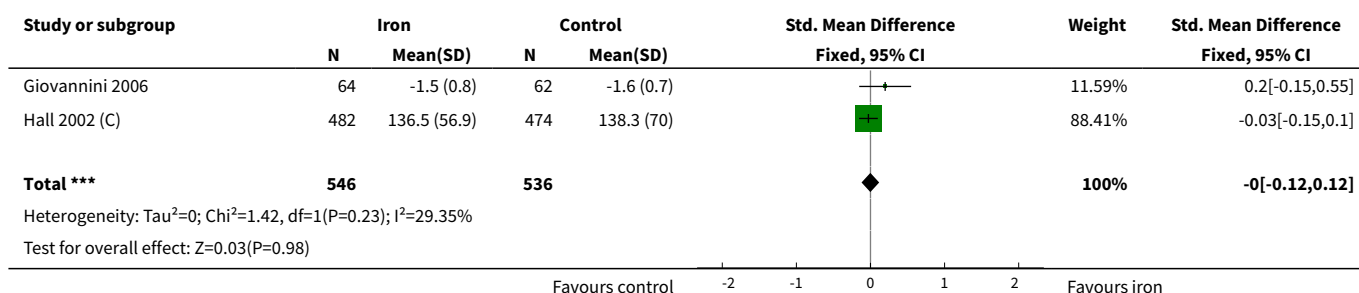 Study or subgroup Iron Control Std. Mean Difference Weight Std. Mean Difference
N Mean(SD) N Mean(SD) Fixed, 95% CI Fixed, 95% CI
Giovannini 2006 64 -1.5 (0.8) 62 -1.6 (0.7) 11.59% 0.2[-0.15,0.55]
Hall 2002 (C) 482 136.5 (56.9) 474 138.3 (70) 88.41% -0.03[-0.15,0.1]
Total *** 546 536 100% -0[-0.12,0.12]
Heterogeneity: Tau²=0; Chi²=1.42, df=1(P=0.23); I²=29.35%
Test for overall effect: Z=0.03(P=0.98)
Favours control -2 -1 0 1 2 Favours iron